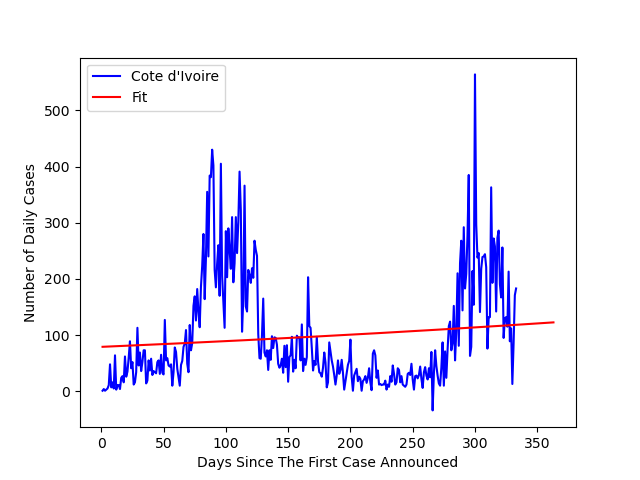 Cote d'Ivoire
Fit
500
400
300
200
100
0
Number of Daily Cases
0 50 100 150 200 250 300 350
Days Since The First Case Announced